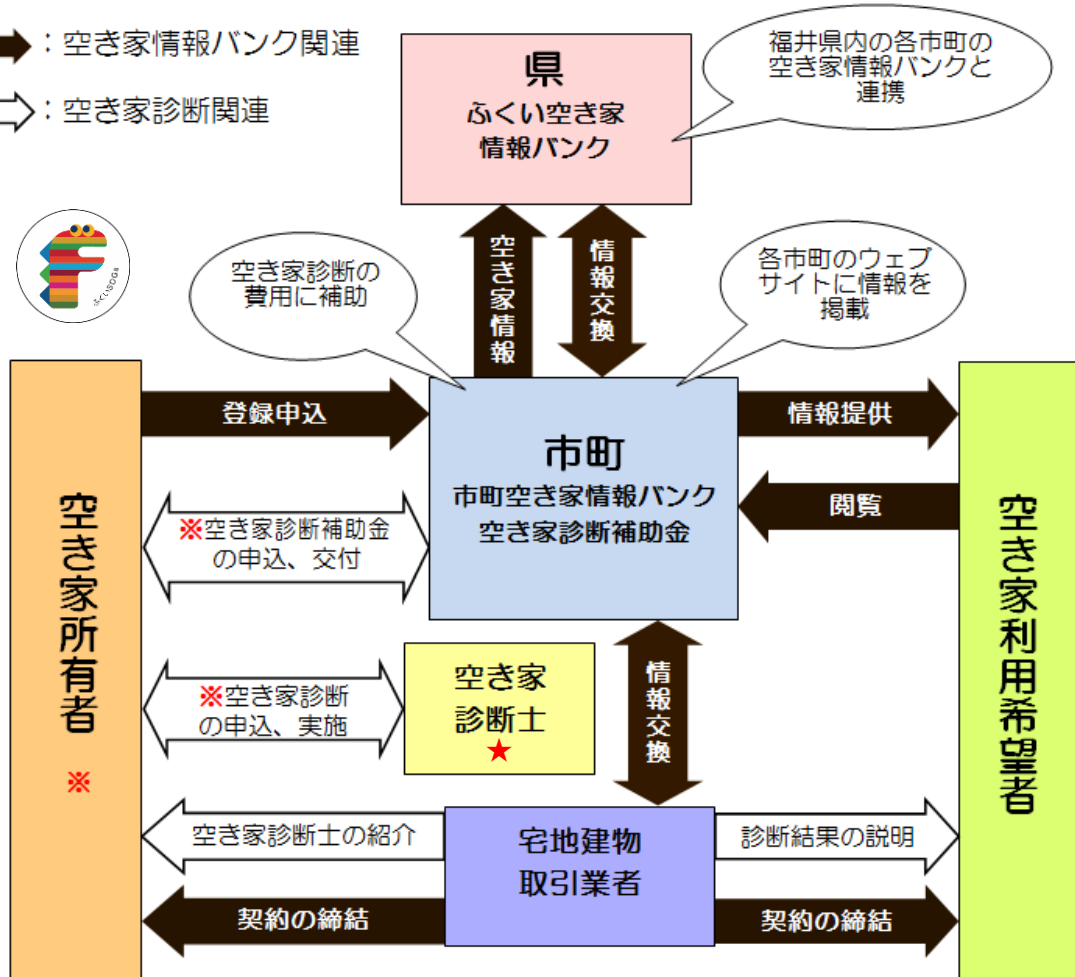 ：空き家情報バンク関連
：空き家診断関連
県
ふくい空き家
情報バンク
福井県内の各市町の
空き家情報バンクと
連携
ふくいSDGs
空き家情報
情報交換
空き家診断の
費用に補助
各市町のウェブ
サイトに情報を
掲載
登録申込
市町
市町空き家情報バンク
空き家診断補助金
情報提供
閲覧
空き家所有者
※
※空き家診断補助金
の申込、交付
空き家利用希望者
※空き家診断
の申込、実施
空き家
診断士
★
情報交換
空き家診断士の紹介
宅地建物
取引業者
診断結果の説明
契約の締結
契約の締結